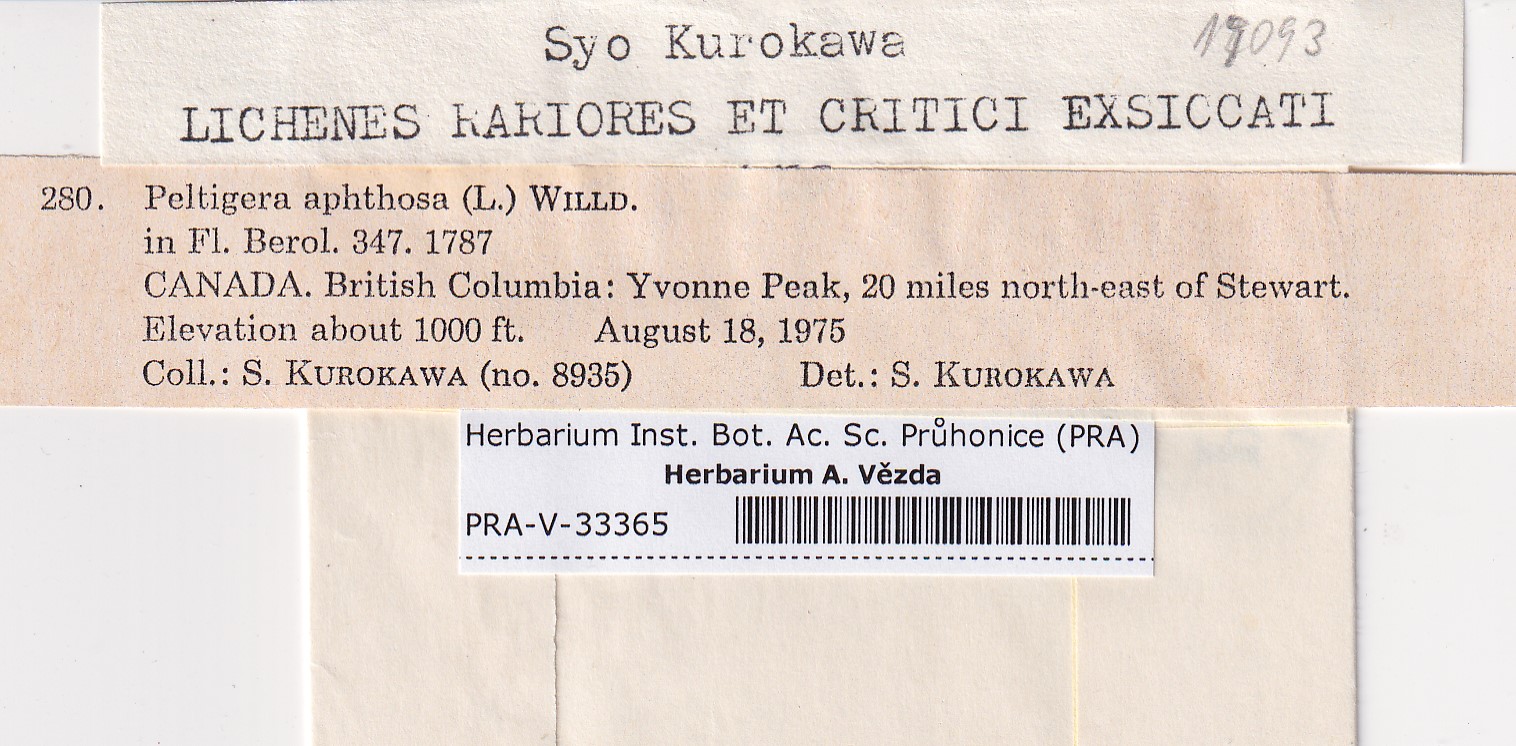 Syo Kurokawa
LICHENES RARIORES ET CRITICI EXSICCATI
280. Peltigera aphthosa (L.) WILLD.
in Fl. Berol. 347. 1787
CANADA. British Columbia: Yvonne Peak, 20 miles north-east of Stewart.
Elevation about 1000 ft. August 18, 1975
Coll.: S. KUROKAWA (no. 8935) Det.: S. KUROKAWA
Herbarium Inst. Bot. Ac. Sc. Průhonice (PRA)
Herbarium A. Vězda
PRA-V-33365